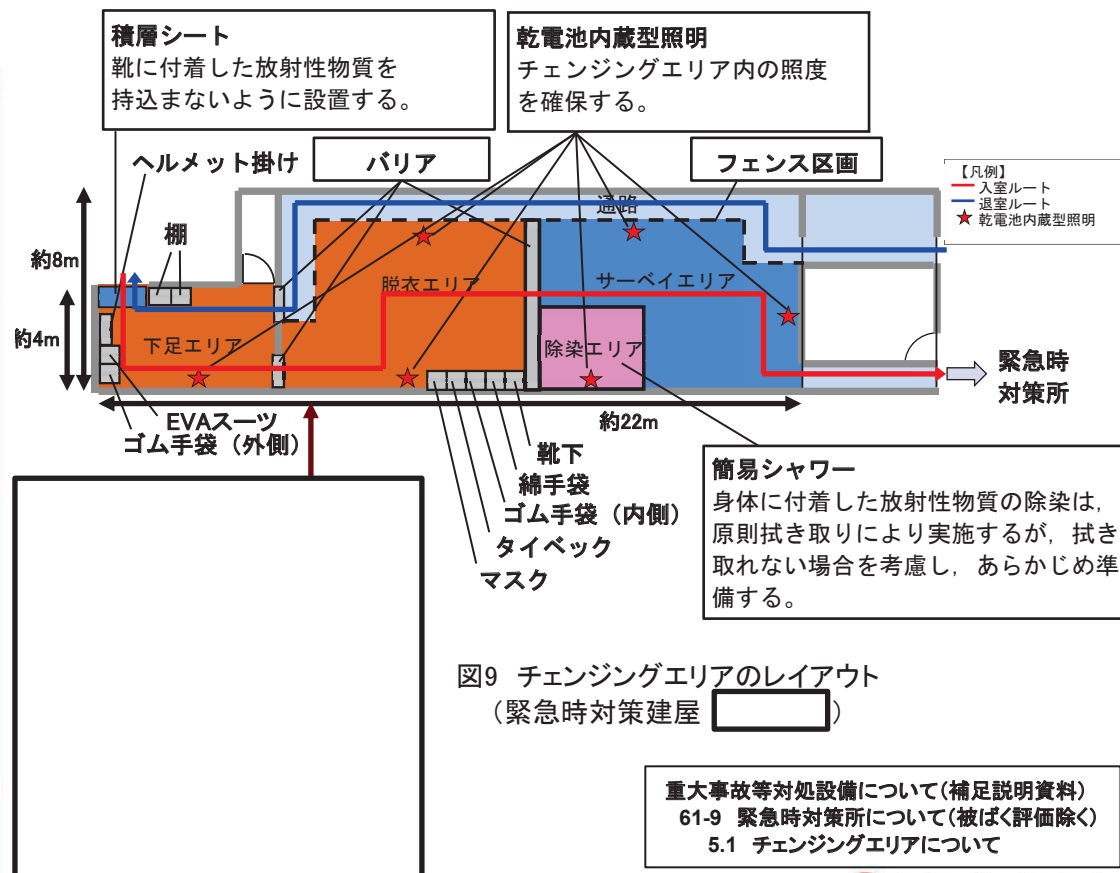 積層シート
靴に付着した放射性物質を
持込まないように設置する。
乾電池内蔵型照明
チェンジングエリア内の照度
を確保する。
ヘルメット掛け
バリア
フェンス区画
【凡例】
入室ルート
退室ルート
乾電池内蔵型照明
通路
棚
約8m
脱衣エリア
サーベイエリア
約4m
下足エリア
除染エリア
緊急時
対策所
EVAスーツ
ゴム手袋（外側）
約22m
靴下
綿手袋
ゴム手袋（内側）
タイベック
マスク
簡易シャワー
身体に付着した放射性物質の除染は，
原則拭き取りにより実施するが，拭き
取れない場合を考慮し，あらかじめ準
備する。
図9 チェンジングエリアのレイアウト
（緊急時対策建屋 ）
重大事故等対処設備について(補足説明資料)
61-9 緊急時対策所について(被ばく評価除く)
5.1 チェンジングエリアについて